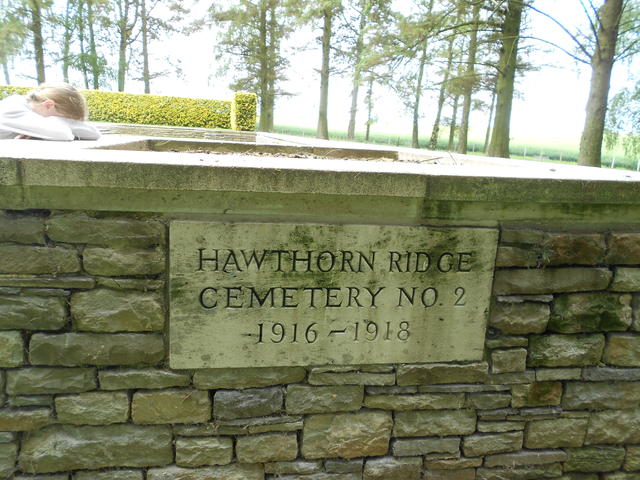 HAWTHORN RIDGE
CEMETERY NO. 2
1916 – 1918